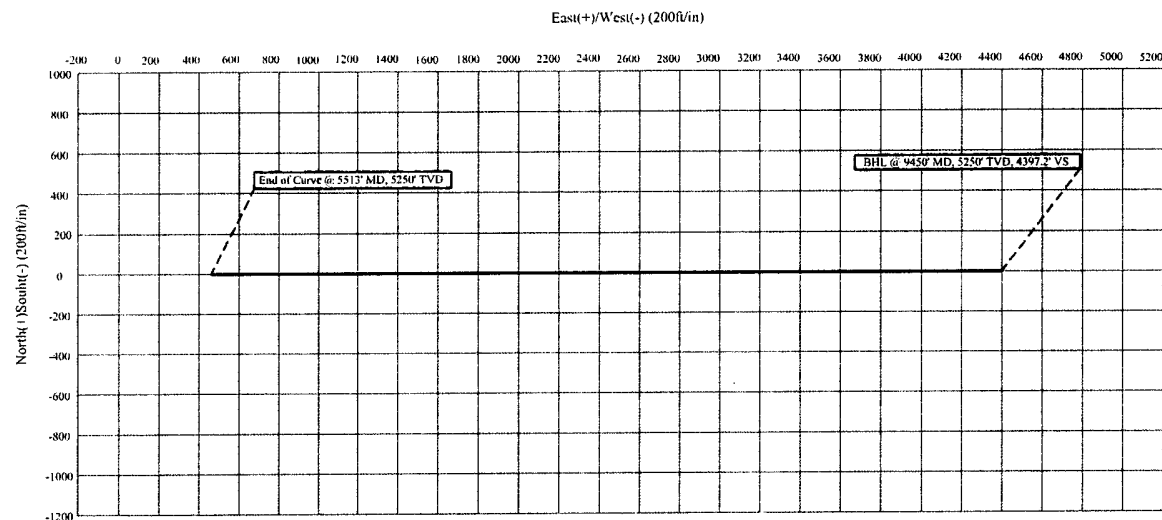 East(+)/West(-) (200ft/in)
-200 0 200 400 600 800 1000 1200 1400 1600 1800 2000 2200 2400 2600 2800 3000 3200 3400 3600 3800 4000 4200 4400 4600 4800 5000 5200
1000
800
600
BHL @ 9450' MD, 5250' TVD, 4397.2' VS
End of Curve @ 5513' MD, 5250' TVD
400
200
0
-200
-400
-600
-800
-1000
-1200
North(+)Souht(-) (200ft/in)